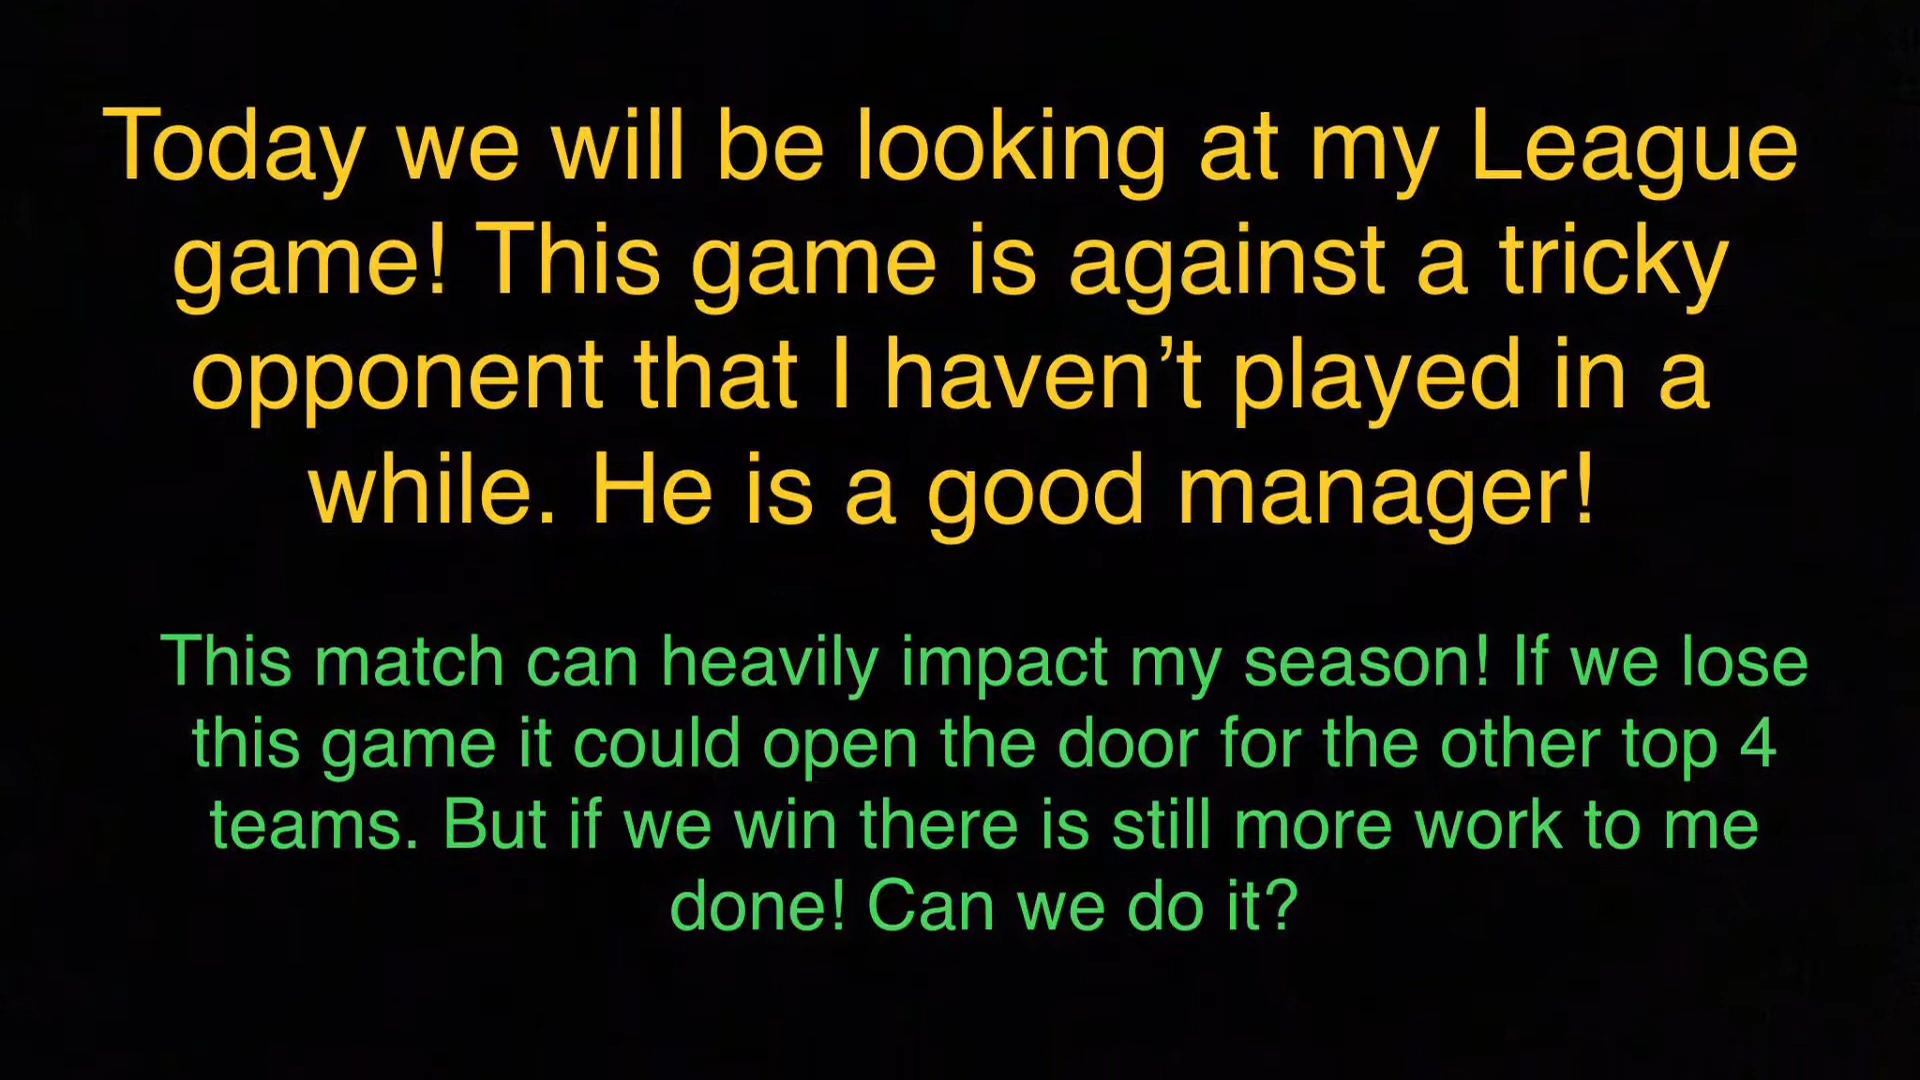 Today we will be looking at my League
game! This game is against a tricky
opponent that I haven’t played in a
while. He is a good manager!
This match can heavily impact my season! If we lose
this game it could open the door for the other top 4
teams. But if we win there is still more work to me
done! Can we do it?